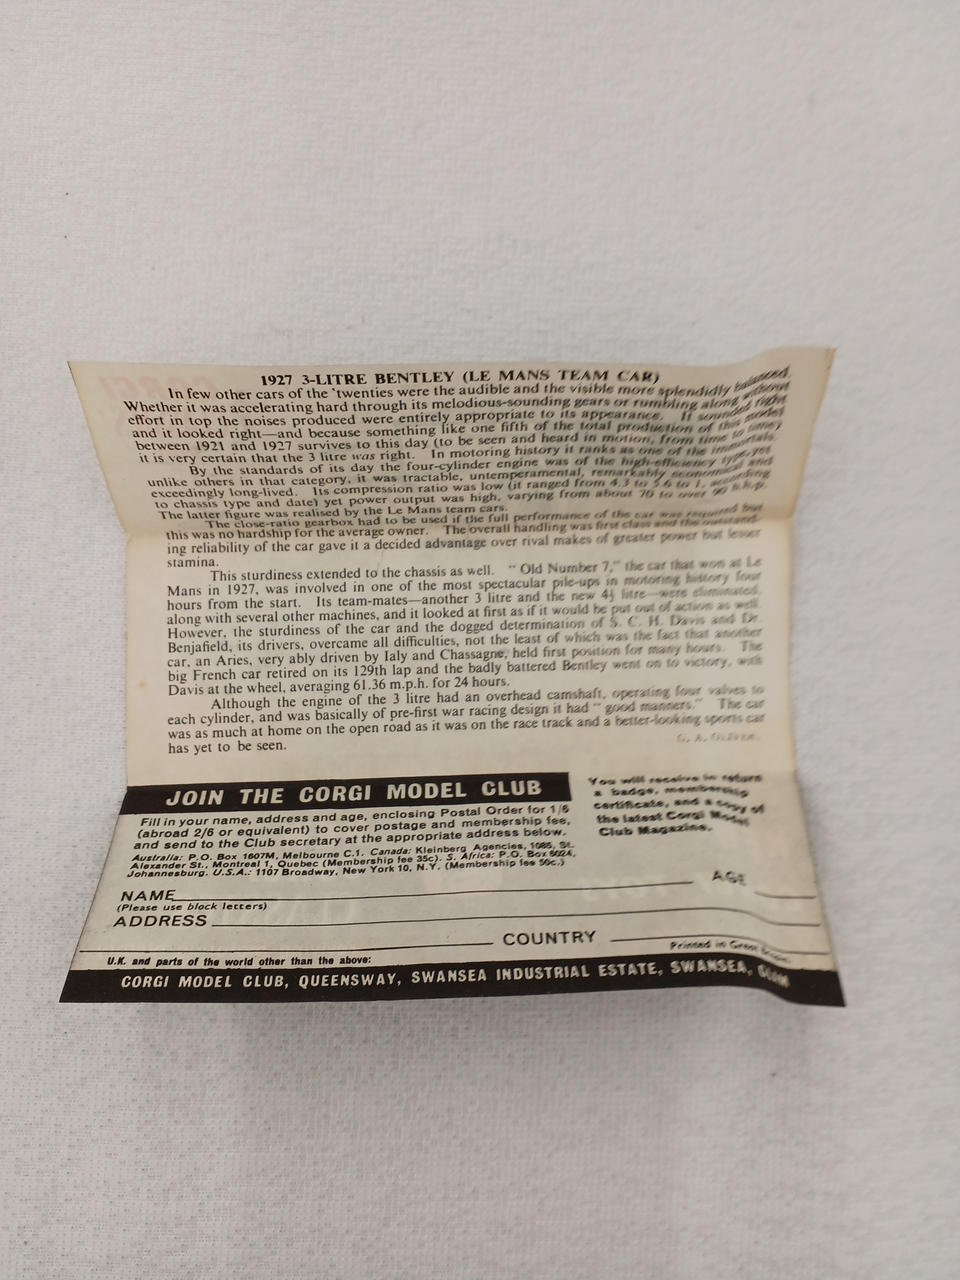 1927 3-LITRE BENTLEY (LE MANS TEAM CAR)
In few other cars of the 'twenties were the audible and the visible more splendidly balanced.
Whether it was accelerating hard through its melodious-sounding gears or rumbling along without
effort in top the noises produced were entirely appropriate to its appearance. It sounded right
and it looked right—and because something like one fifth of the total production of this model
between 1921 and 1927 survives to this day (to be seen and heard in motion, from time to time)
it is very certain that the 3 litre was right. In motoring history it ranks as one of the immortals.
By the standards of its day the four-cylinder engine was of the high-efficiency type, yet
unlike others in that category, it was tractable, untemperamental, remarkably economical and
exceedingly long-lived. Its compression ratio was low (it ranged from 4.3 to 5.6 to 1, according
to chassis type and date) yet power output was high, varying from about 70 to over 90 b.h.p.
The latter figure was realised by the Le Mans team cars.
The close-ratio gearbox had to be used if the full performance of the car was required but
this was no hardship for the average owner. The overall handling was first class and the outstand-
ing reliability of the car gave it a decided advantage over rival makes of greater power but lesser
stamina.
This sturdiness extended to the chassis as well. "Old Number 7," the car that won at Le
Mans in 1927, was involved in one of the most spectacular pile-ups in motoring history four
hours from the start. Its team-mates—another 3 litre and the new 4½ litre—were eliminated,
along with several other machines, and it looked at first as if it would be put out of action as well.
However, the sturdiness of the car and the dogged determination of S. C. H. Davis and Dr.
Benjafield, its drivers, overcame all difficulties, not the least of which was the fact that another
car, an Aries, very ably driven by Ialy and Chassagne, held first position for many hours. The
big French car retired on its 129th lap and the badly battered Bentley went on to victory, with
Davis at the wheel, averaging 61.36 m.p.h. for 24 hours.
Although the engine of the 3 litre had an overhead camshaft, operating four valves to
each cylinder, and was basically of pre-first war racing design it had "good manners." The car
was as much at home on the open road as it was on the race track and a better-looking sports car
has yet to be seen.
G. A. OLIVER.
JOIN THE CORGI MODEL CLUB
Fill in your name, address and age, enclosing Postal Order for 1/6
(abroad 2/6 or equivalent) to cover postage and membership fee,
and send to the Club secretary at the appropriate address below.
You will receive in return
a badge, membership
certificate, and a copy of
the latest Corgi Model
Club Magazine.
Australia: P.O. Box 1607M, Melbourne C.1. Canada: Kleinberg Agencies, 1085, St.
Alexander St., Montreal 1, Quebec (Membership fee 35c). S. Africa: P.O. Box 6024,
Johannesburg. U.S.A.: 1107 Broadway, New York 10, N.Y. (Membership fee 50c.)
NAME AGE
(Please use block letters)
ADDRESS
COUNTRY
Printed in Great
U.K. and parts of the world other than the above:
CORGI MODEL CLUB, QUEENSWAY, SWANSEA INDUSTRIAL ESTATE, SWANSEA, GLAM